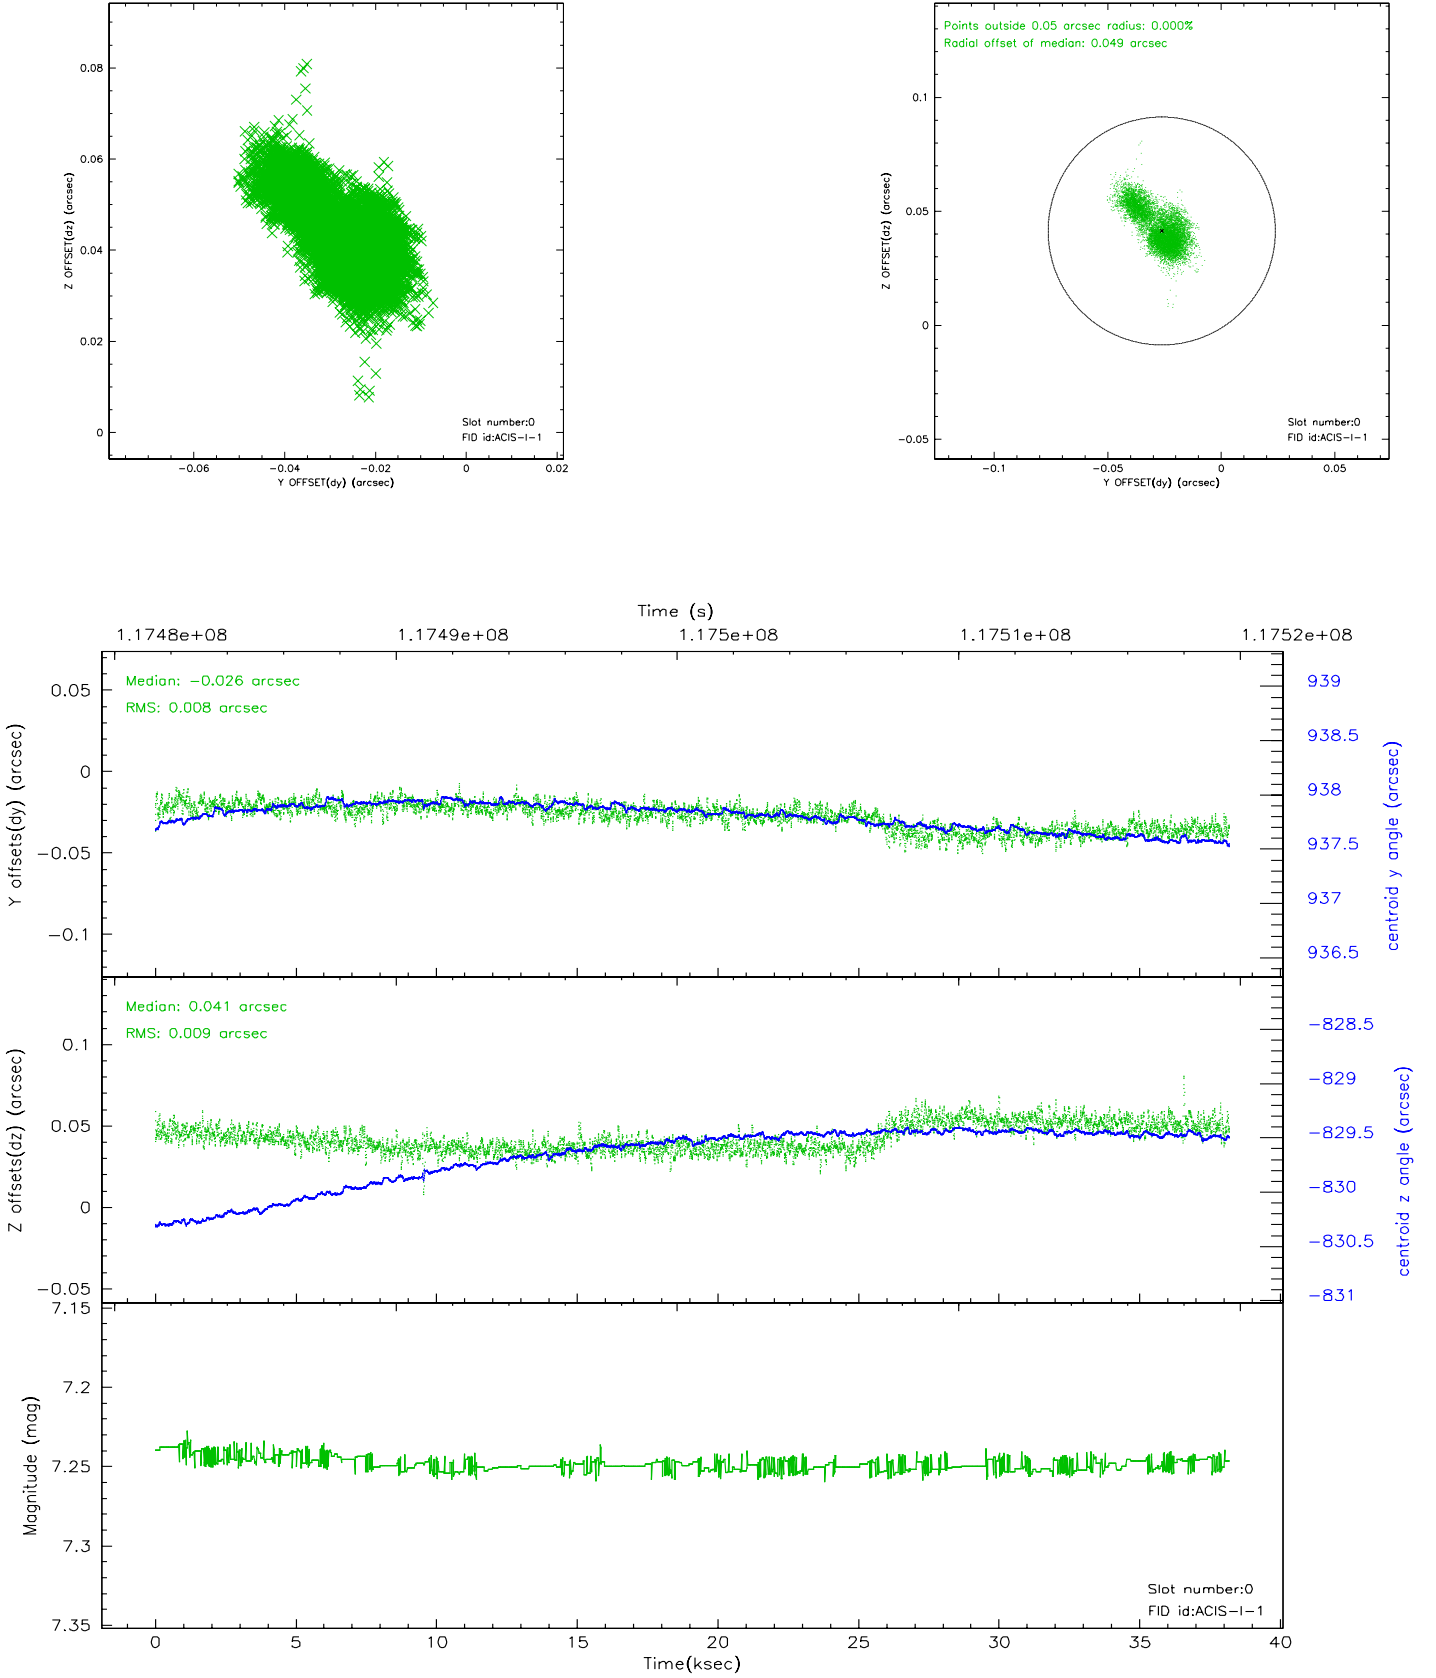 0.08
0.06
0.04
0.02
0
Z OFFSET(dz) (arcsec)
Slot number:0
FID id:ACIS-I-1
-0.06
-0.04
-0.02
0
0.02
Y OFFSET(dy) (arcsec)
Points outside 0.05 arcsec radius: 0.000%
Radial offset of median: 0.049 arcsec
0.1
0.05
0
-0.05
Z OFFSET(dz) (arcsec)
Slot number:0
FID id:ACIS-I-1
-0.1
-0.05
0
0.05
Y OFFSET(dy) (arcsec)
Time (s)
1.1748e+08
1.1749e+08
1.175e+08
1.1751e+08
1.1752e+08
Median: -0.026 arcsec
RMS: 0.008 arcsec
0.05
0
-0.05
-0.1
Y offsets(dy) (arcsec)
939
938.5
938
937.5
937
936.5
centroid y angle (arcsec)
Median: 0.041 arcsec
RMS: 0.009 arcsec
0.1
0.05
0
-0.05
Z offsets(dz) (arcsec)
-828.5
-829
-829.5
-830
-830.5
-831
centroid z angle (arcsec)
7.15
7.2
7.25
7.3
7.35
Magnitude (mag)
Slot number:0
FID id:ACIS-I-1
0
5
10
15
20
25
30
35
40
Time(ksec)